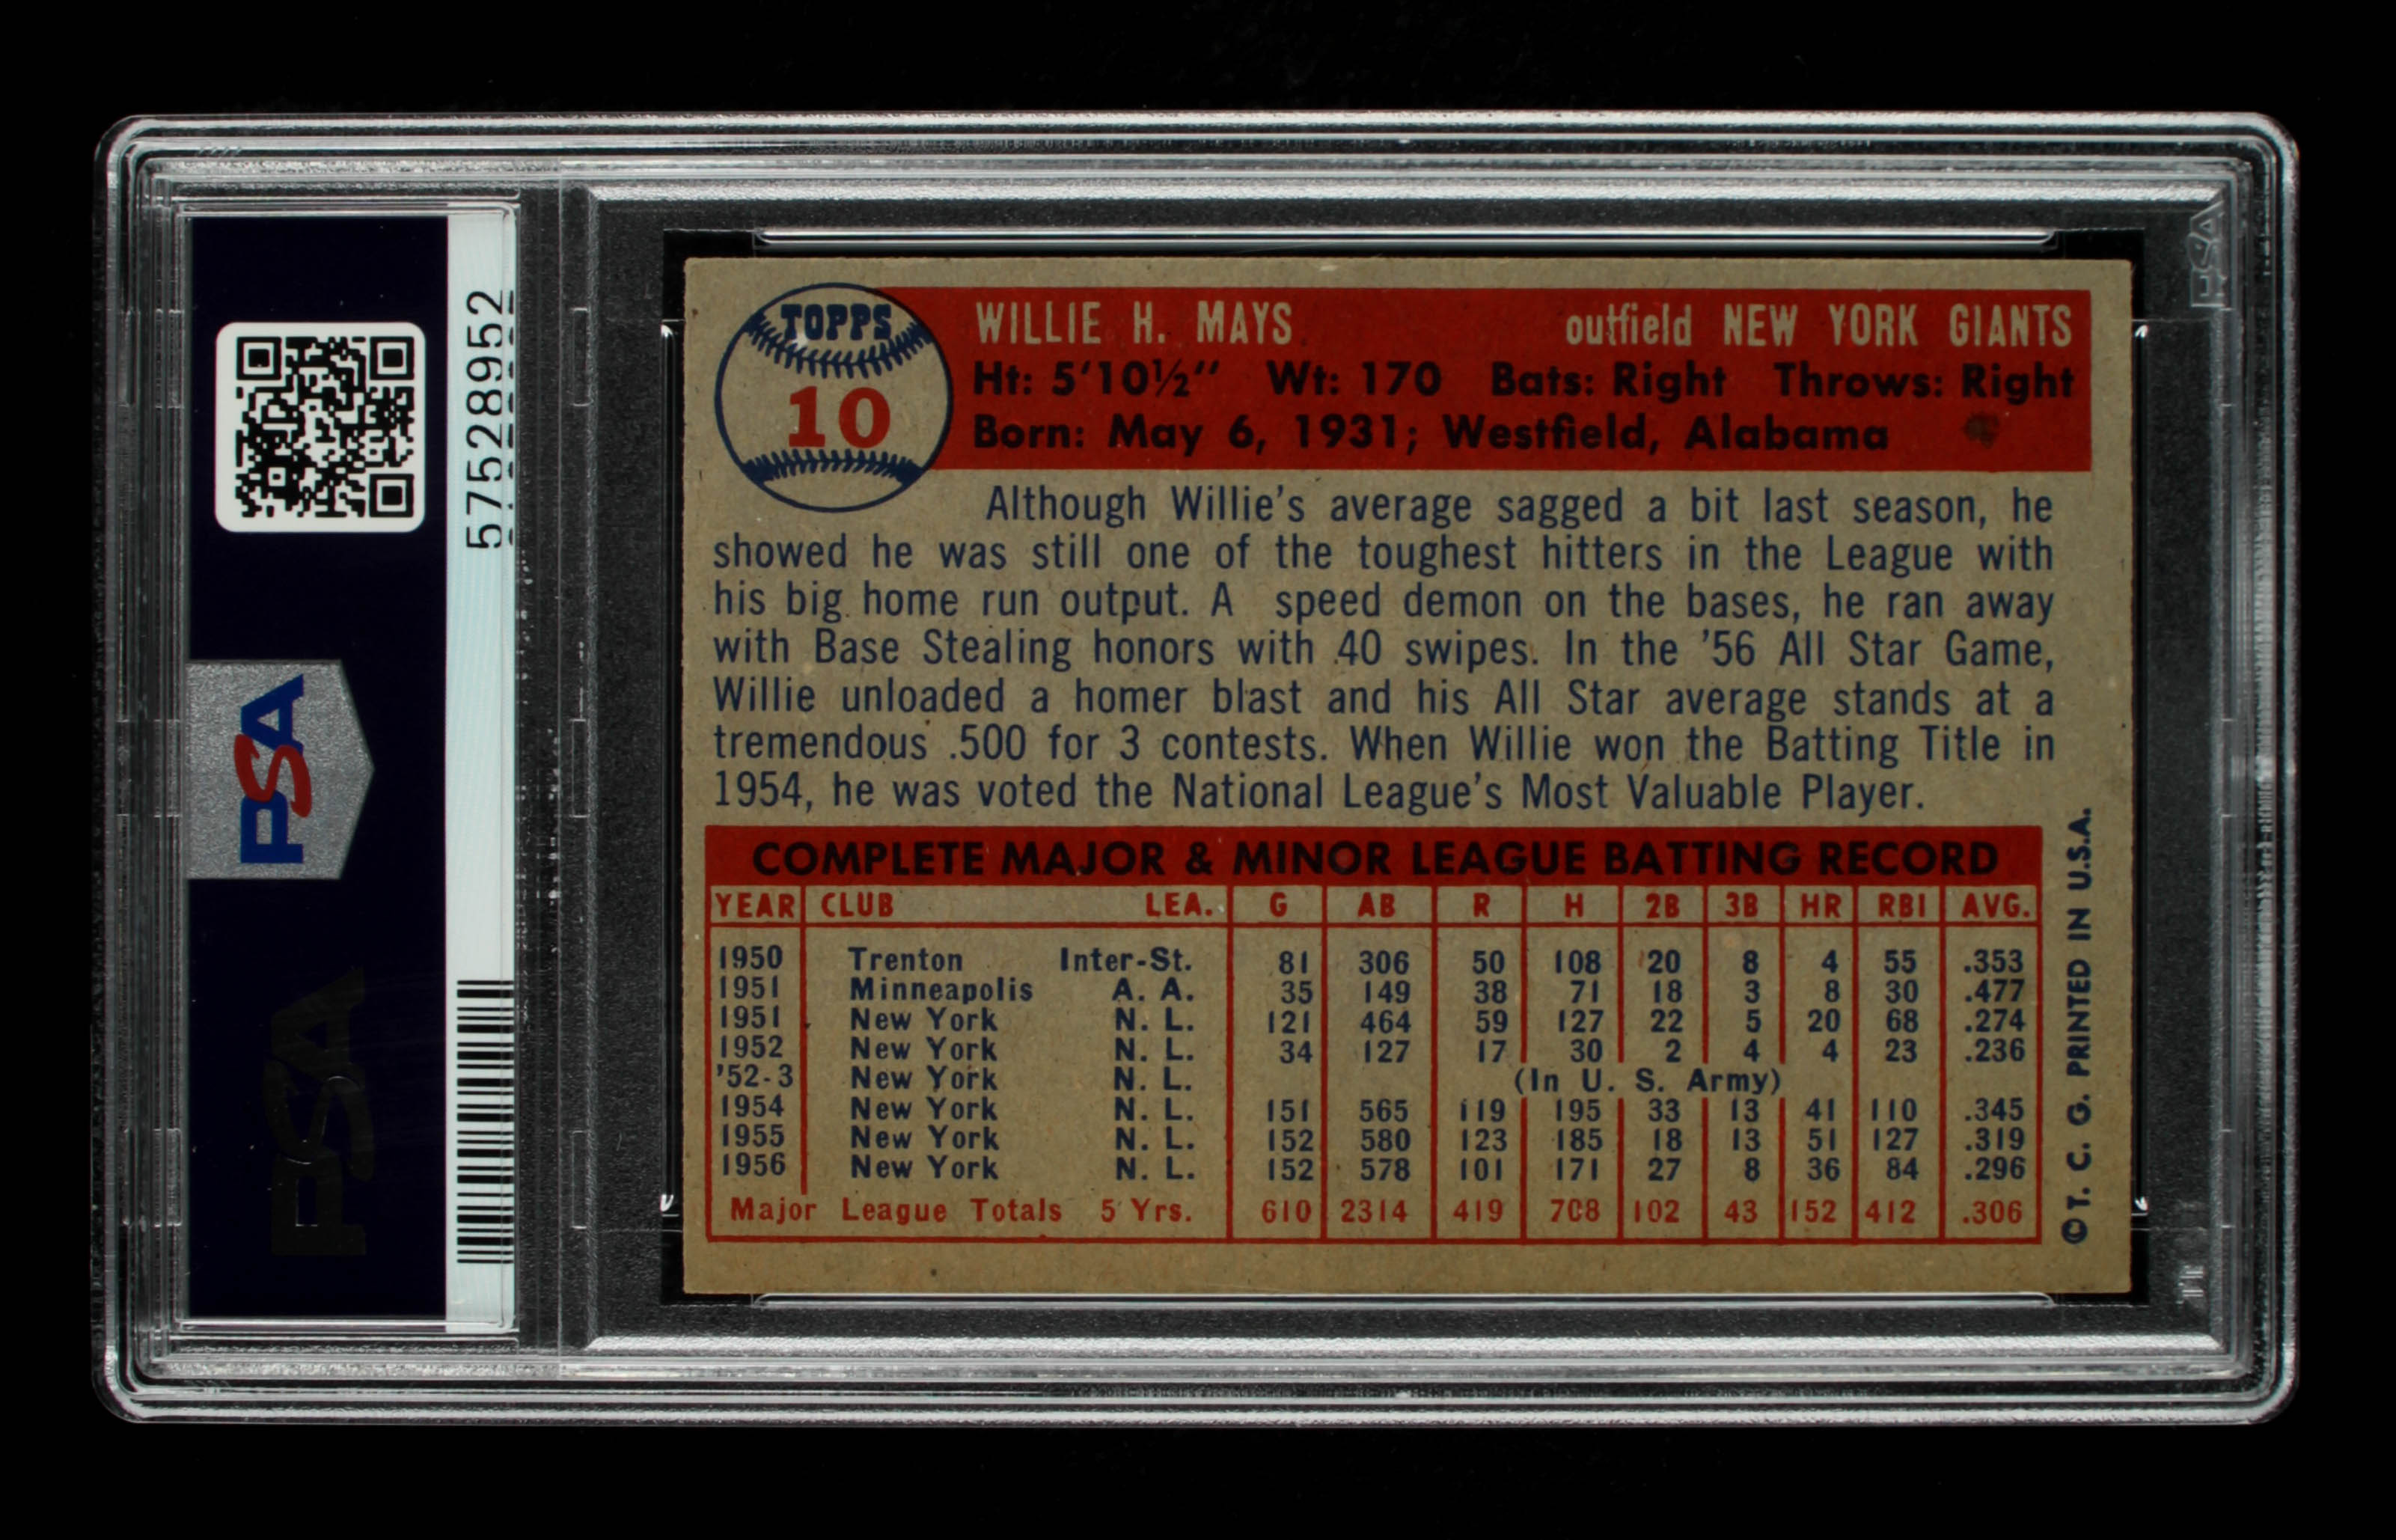 57528952
PSA
PSA
PSA
TOPPS
10
WILLIE H. MAYS outfield NEW YORK GIANTS
Ht: 5'10½" Wt: 170 Bats: Right Throws: Right
Born: May 6, 1931; Westfield, Alabama
Although Willie's average sagged a bit last season, he
showed he was still one of the toughest hitters in the League with
his big home run output. A speed demon on the bases, he ran away
with Base Stealing honors with 40 swipes. In the '56 All Star Game,
Willie unloaded a homer blast and his All Star average stands at a
tremendous .500 for 3 contests. When Willie won the Batting Title in
1954, he was voted the National League's Most Valuable Player.
COMPLETE MAJOR & MINOR LEAGUE BATTING RECORD
YEAR CLUB LEA. G AB R H 2B 3B HR RBI AVG.
1950 Trenton Inter-St. 81 306 50 108 20 8 4 55 .353
1951 Minneapolis A. A. 35 149 38 71 18 3 8 30 .477
1951 New York N. L. 121 464 59 127 22 5 20 68 .274
1952 New York N. L. 34 127 17 30 2 4 4 23 .236
'52-3 New York N. L. (In U. S. Army)
1954 New York N. L. 151 565 119 195 33 13 41 110 .345
1955 New York N. L. 152 580 123 185 18 13 51 127 .319
1956 New York N. L. 152 578 101 171 27 8 36 84 .296
Major League Totals 5 Yrs. 610 2314 419 708 102 43 152 412 .306
©T. C. G. PRINTED IN U.S.A.